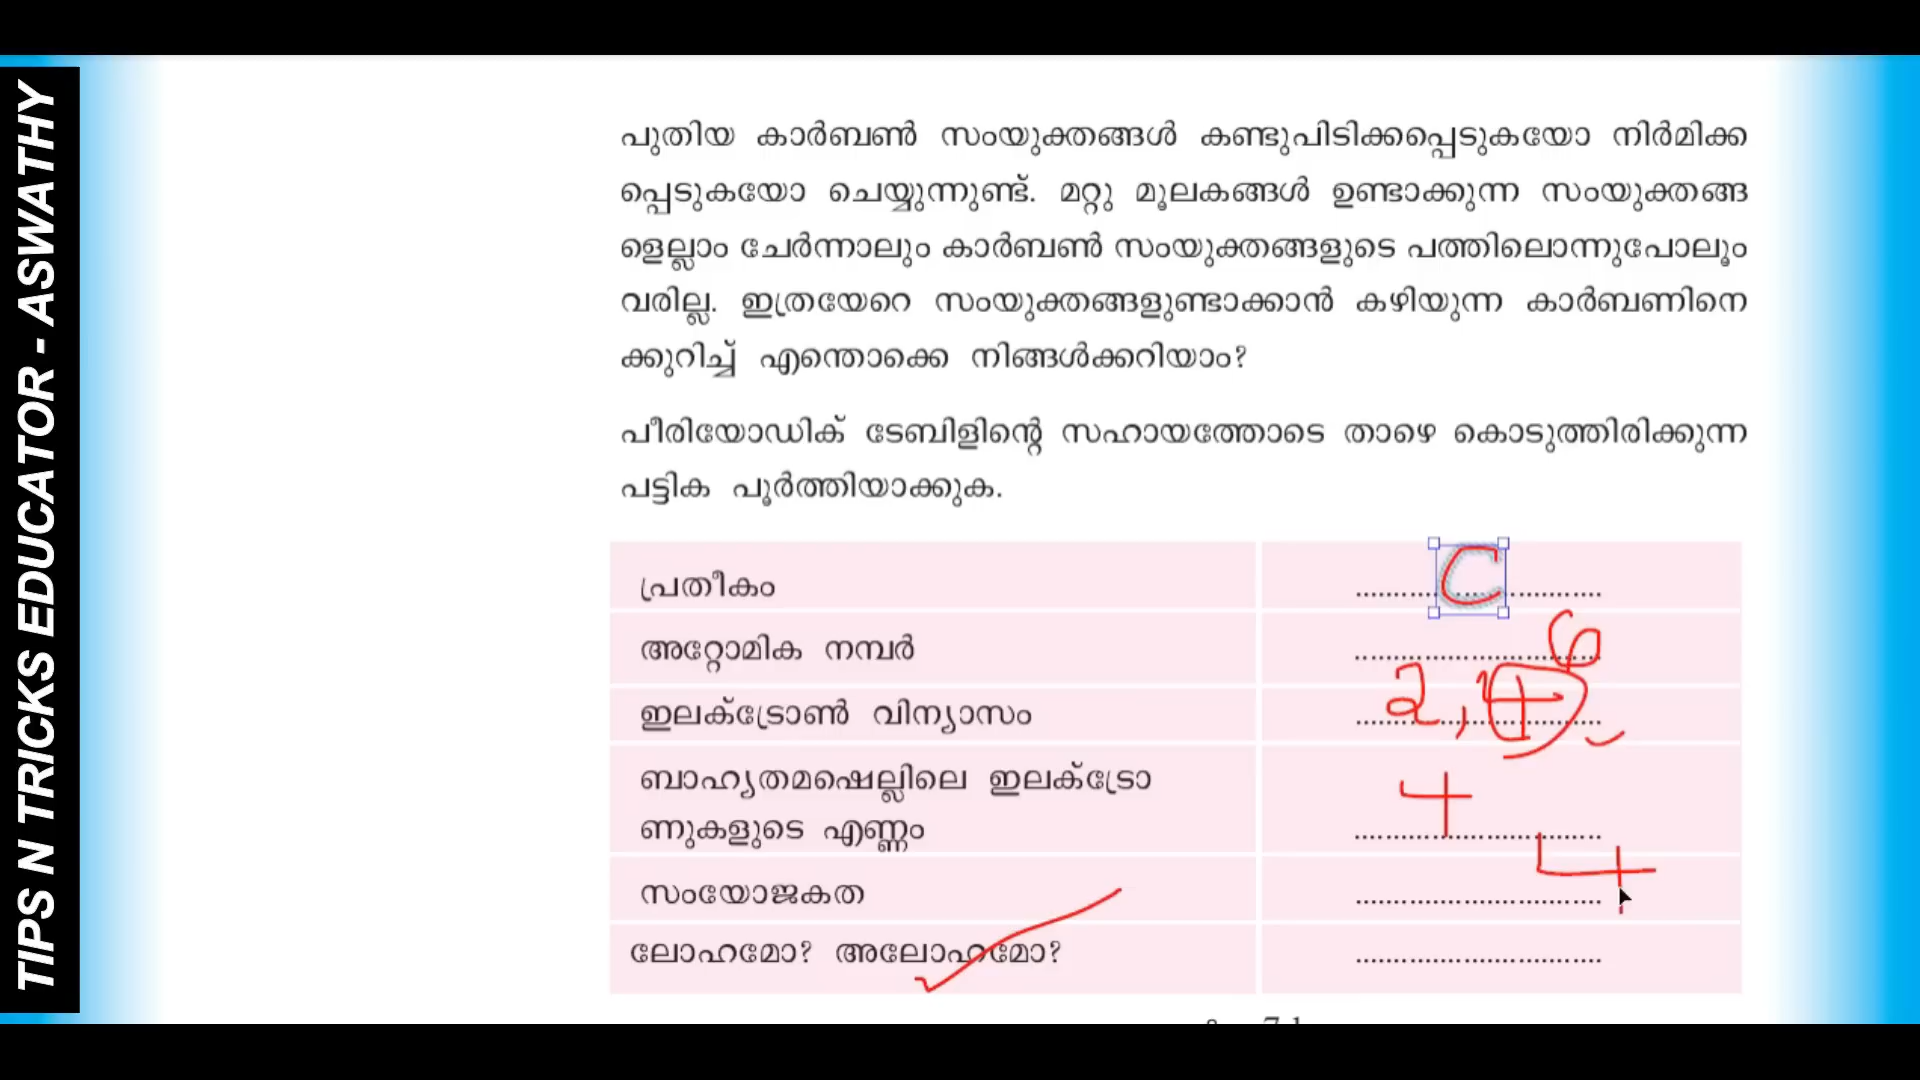 TIPS N TRICKS EDUCATOR - ASWATHY
പുതിയ കാർബൺ സംയുക്തങ്ങൾ കണ്ടുപിടിക്കപ്പെടുകയോ നിർമിക്ക
പ്പെടുകയോ ചെയ്യുന്നുണ്ട്. മറ്റു മൂലകങ്ങൾ ഉണ്ടാക്കുന്ന സംയുക്തങ്ങ
ളെല്ലാം ചേർന്നാലും കാർബൺ സംയുക്തങ്ങളുടെ പത്തിലൊന്നുപോലും
വരില്ല. ഇത്രയേറെ സംയുക്തങ്ങളുണ്ടാക്കാൻ കഴിയുന്ന കാർബണിനെ
ക്കുറിച്ച് എന്തൊക്കെ നിങ്ങൾക്കറിയാം?
പീരിയോഡിക് ടേബിളിന്റെ സഹായത്തോടെ താഴെ കൊടുത്തിരിക്കുന്ന
പട്ടിക പൂർത്തിയാക്കുക.
പ്രതീകം C
അറ്റോമിക നമ്പർ 6
ഇലക്ട്രോൺ വിന്യാസം 2, 4
ബാഹ്യതമഷെല്ലിലെ ഇലക്ട്രോ
ണുകളുടെ എണ്ണം 4
സംയോജകത 4
ലോഹമോ? അലോഹമോ?